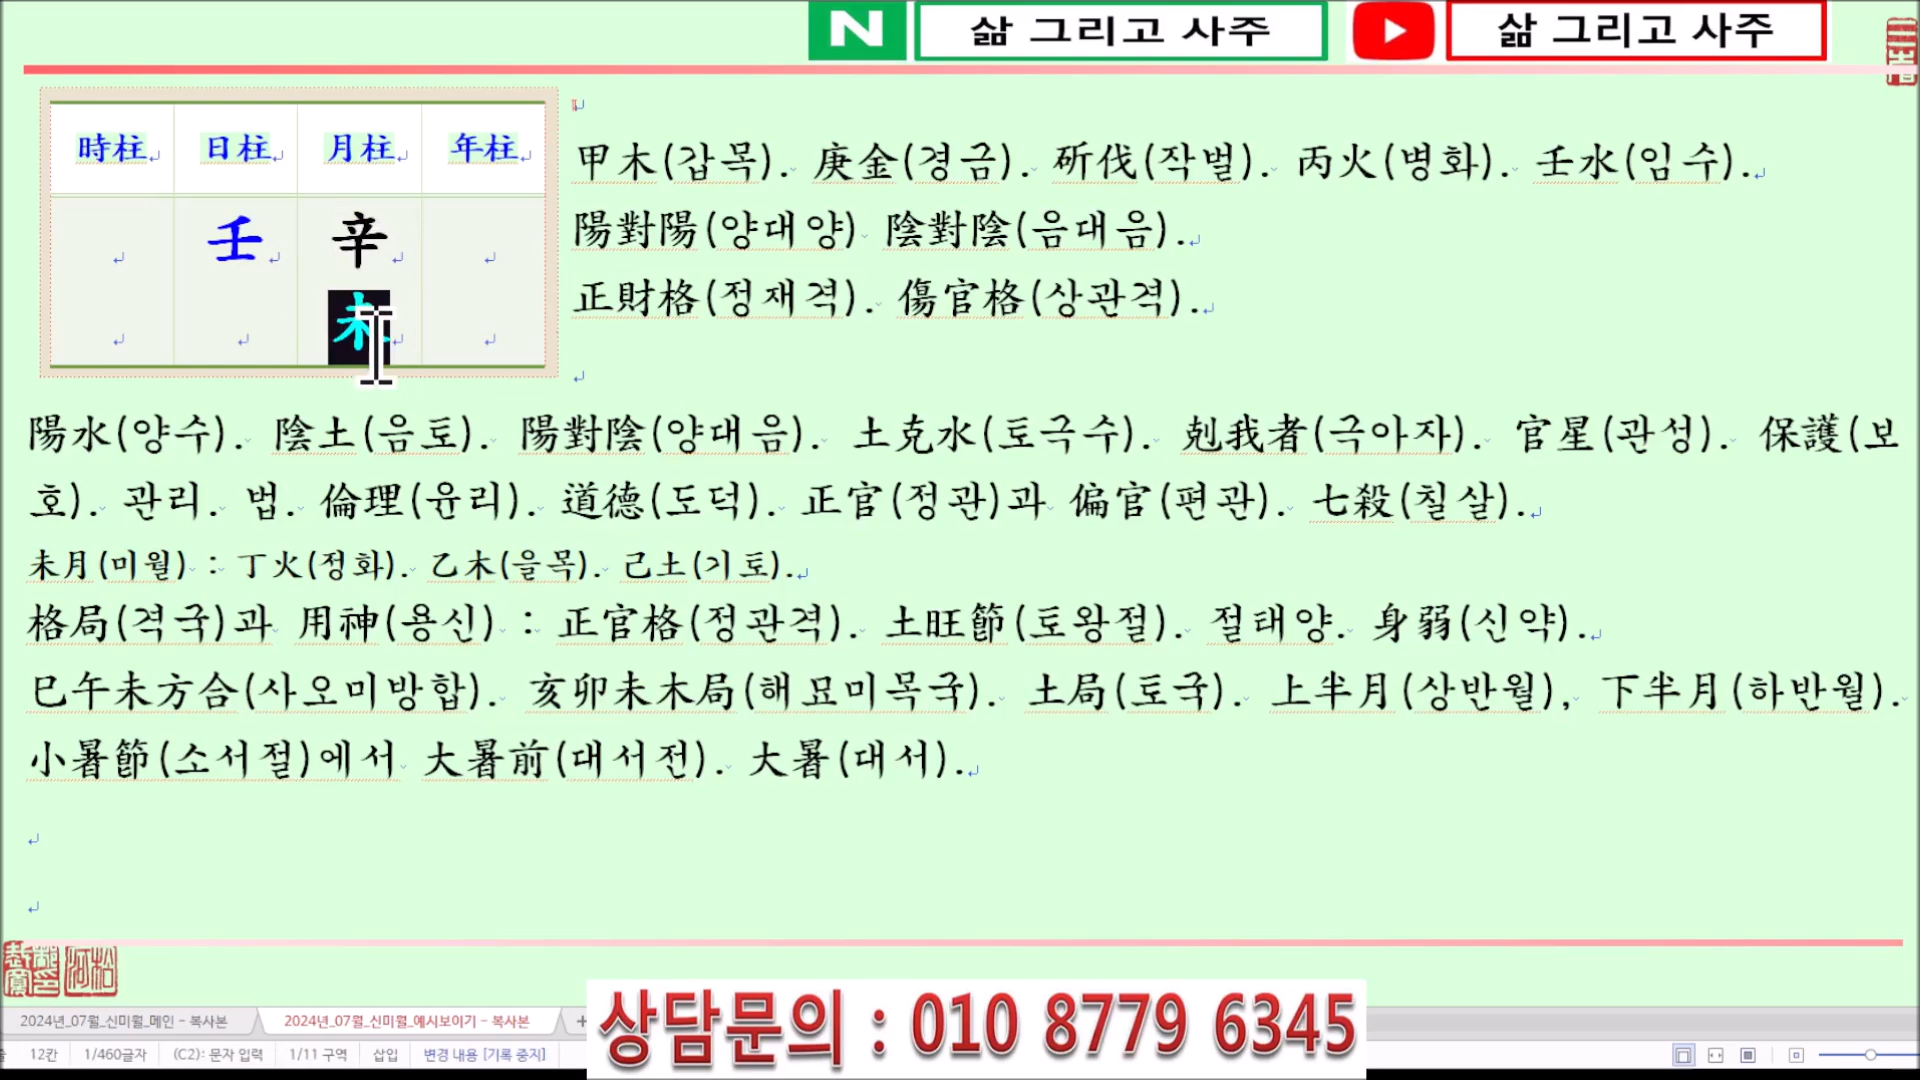 N 삶 그리고 사주 삶 그리고 사주
時柱 日柱 月柱 年柱
壬 辛
未
甲木(갑목). 庚金(경금). 斫伐(작벌). 丙火(병화). 壬水(임수).
陽對陽(양대양) 陰對陰(음대음).
正財格(정재격). 傷官格(상관격).
陽水(양수). 陰土(음토). 陽對陰(양대음). 土克水(토극수). 剋我者(극아자). 官星(관성). 保護(보
호). 관리. 법. 倫理(윤리). 道德(도덕). 正官(정관)과 偏官(편관). 七殺(칠살).
未月(미월) : 丁火(정화). 乙木(을목). 己土(기토).
格局(격국)과 用神(용신) : 正官格(정관격). 土旺節(토왕절). 절태양. 身弱(신약).
巳午未方合(사오미방합). 亥卯未木局(해묘미목국). 土局(토국). 上半月(상반월), 下半月(하반월).
小暑節(소서절)에서 大暑前(대서전). 大暑(대서).
2024년_07월_신미월_메인 - 복사본 2024년_07월_신미월_예시보이기 - 복사본 +
12칸 1/460글자 (C2): 문자 입력 1/11 구역 삽입 변경 내용 [기록 중지]
상담문의 : 010 8779 6345